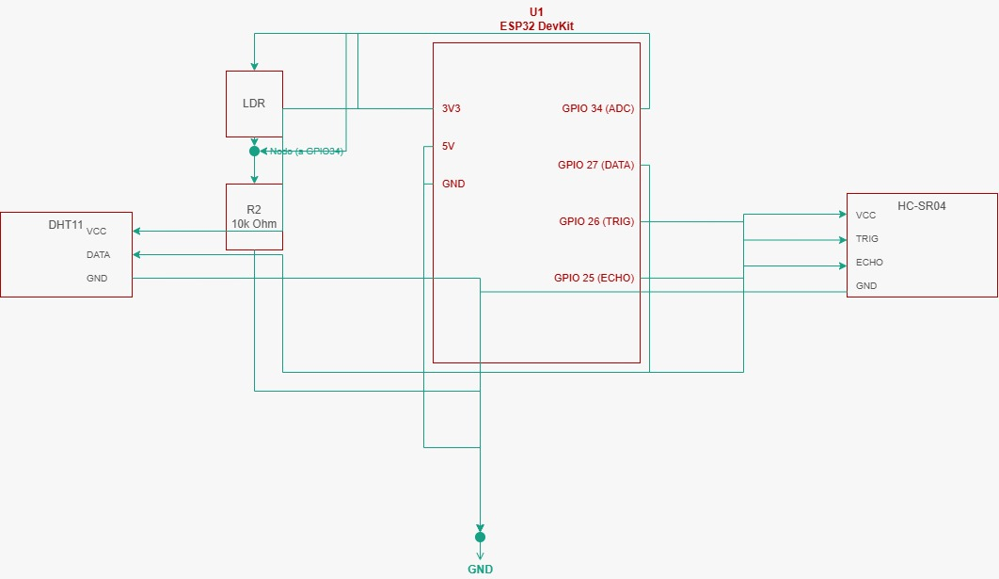 U1
ESP32 DevKit
LDR
3V3
GPIO 34 (ADC)
Nodo (a GPIO34)
5V
GPIO 27 (DATA)
GND
R2
10k Ohm
HC-SR04
VCC
GPIO 26 (TRIG)
DHT11
VCC
TRIG
DATA
ECHO
GND
GPIO 25 (ECHO)
GND
GND